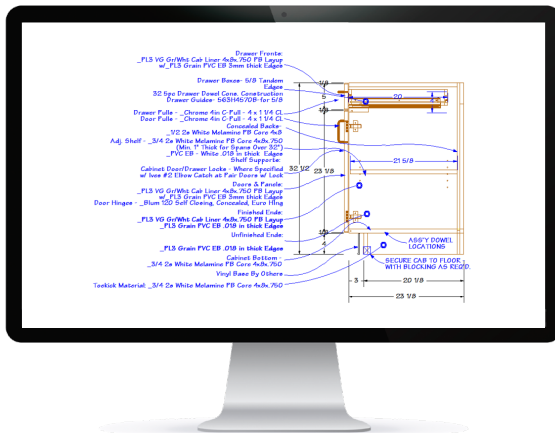 Drawer Fronts:
_PL3 VG Gr/Wht Cab Liner 4x8x.750 PB Layup
w/_PL3 Grain PVC EB 3mm thick Edges
Drawer Boxes- 5/8 Tandem
Edges
32 5pc Drawer Dowel Cons. Construction
Drawer Guides- 563H4570B-for 5/8
Drawer Pulls - _Chrome 4in C-Pull - 4 x 1 1/4 CL
Door Pulls - _Chrome 4in C-Pull - 4 x 1 1/4 CL
Concealed Backs-
_1/2 2s White Melamine PB Core 4x8
Adj. Shelf - _3/4 2s White Melamine PB Core 4x8x.750
(Min. 1" Thick for Spans Over 32")
_PVC EB - White .018 in thick Edges
Shelf Supports:
Cabinet Door/Drawer Locks - Where Specified
w/ Ives #2 Elbow Catch at Pair Doors w/ Lock
Doors & Panels:
_PL3 VG Gr/Wht Cab Liner 4x8x.750 PB Layup
w/_PL3 Grain PVC EB 3mm thick Edges
Door Hinges - _Blum 120 Self Closing, Concealed, Euro Hing
Finished Ends:
_PL3 VG Gr/Wht Cab Liner 4x8x.750 PB Layup
_PL3 Grain PVC EB .018 in thick Edges
Unfinished Ends:
_PL3 Grain PVC EB .018 in thick Edges
Cabinet Bottom -
_3/4 2s White Melamine PB Core 4x8x.750
Vinyl Base By Others
Toekick Material: _3/4 2s White Melamine PB Core 4x8x.750
1/8
5
1/8
32 1/2
23 1/8
1/8
4
20
21 5/8
ASS'Y DOWEL
LOCATIONS
SECURE CAB TO FLOOR
WITH BLOCKING AS REQ'D.
3
20 1/8
23 1/8